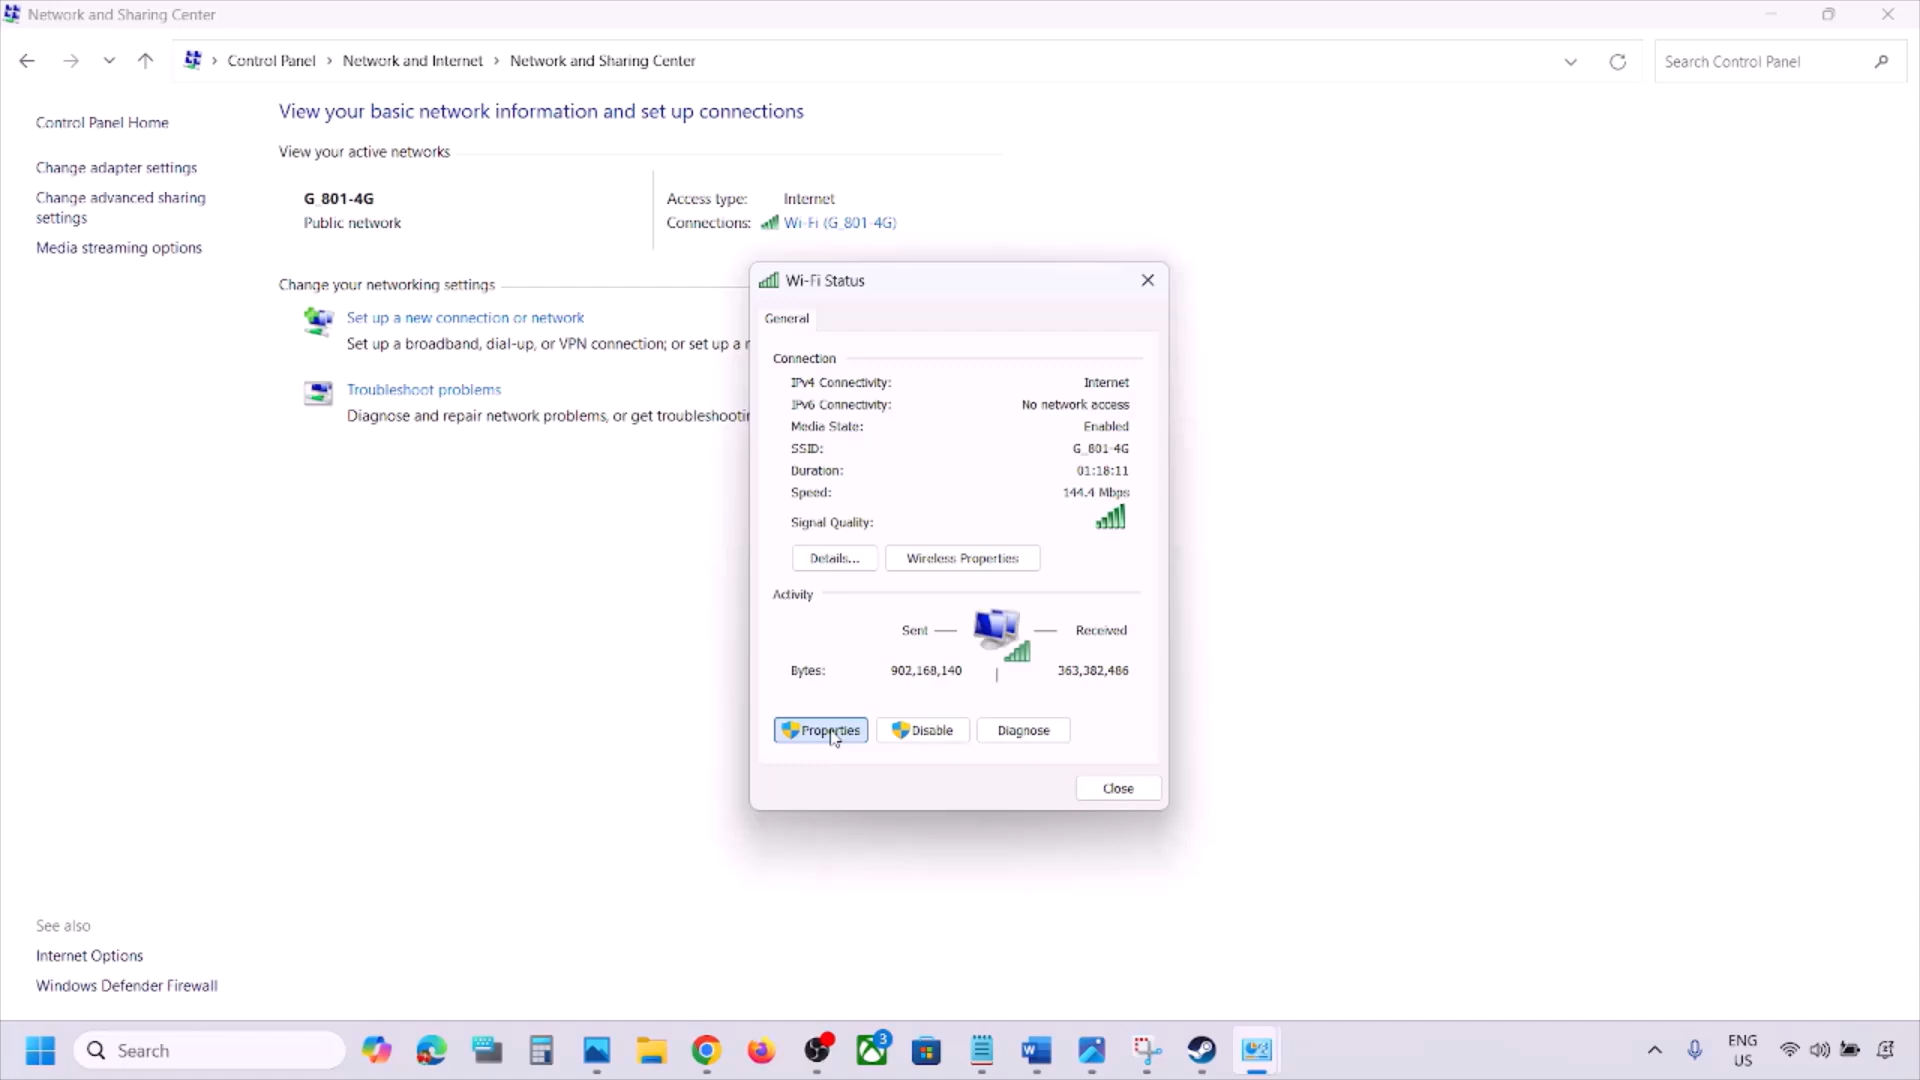 Network and Sharing Center
Control Panel > Network and Internet > Network and Sharing Center
Search Control Panel
Control Panel Home
Change adapter settings
Change advanced sharing
settings
Media streaming options
View your basic network information and set up connections
View your active networks
G_801-4G
Public network
Access type: Internet
Connections: Wi-Fi (G_801-4G)
Change your networking settings
Set up a new connection or network
Set up a broadband, dial-up, or VPN connection; or set up a r
Troubleshoot problems
Diagnose and repair network problems, or get troubleshootin
Wi-Fi Status
General
Connection
IPv4 Connectivity: Internet
IPv6 Connectivity: No network access
Media State: Enabled
SSID: G_801-4G
Duration: 01:18:11
Speed: 144.4 Mbps
Signal Quality:
Details...
Wireless Properties
Activity
Sent — — Received
Bytes: 902,168,140 | 363,382,486
Properties
Disable
Diagnose
Close
See also
Internet Options
Windows Defender Firewall
Search
3
ENG
US